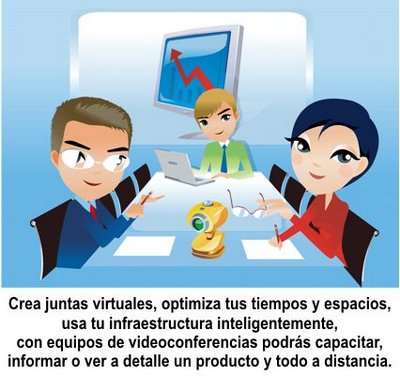 Crea juntas virtuales, optimiza tus tiempos y espacios,
usa tu infraestructura inteligentemente,
con equipos de videoconferencias podrás capacitar,
informar o ver a detalle un producto y todo a distancia.